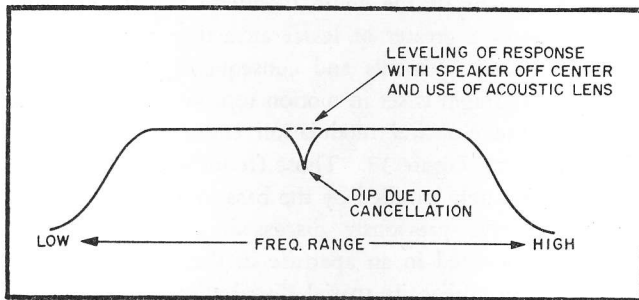 LEVELING OF RESPONSE
WITH SPEAKER OFF CENTER
AND USE OF ACOUSTIC LENS
DIP DUE TO
CANCELLATION
LOW FREQ. RANGE HIGH